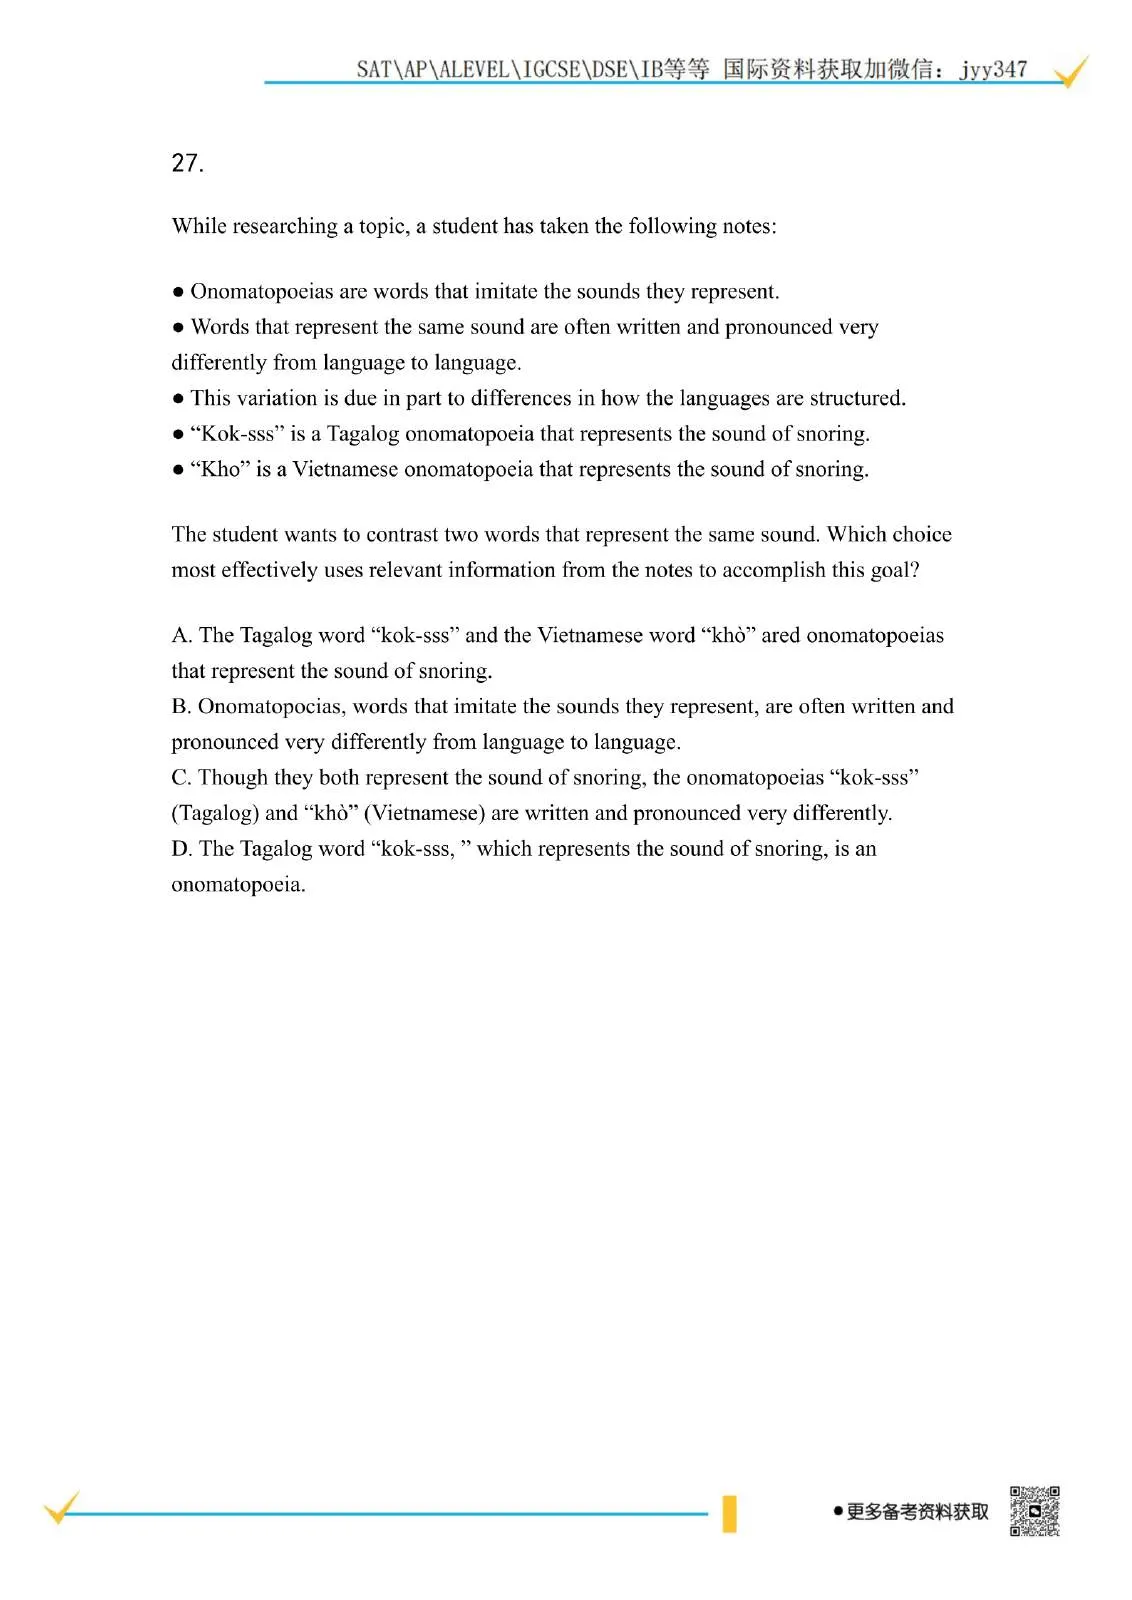 SAT\AP\ALEVEL\IGCSE\DSE\IB等等 国际资料获取加微信：jyy347
27.
While researching a topic, a student has taken the following notes:
● Onomatopoeias are words that imitate the sounds they represent.
● Words that represent the same sound are often written and pronounced very
differently from language to language.
● This variation is due in part to differences in how the languages are structured.
● “Kok-sss” is a Tagalog onomatopoeia that represents the sound of snoring.
● “Kho” is a Vietnamese onomatopoeia that represents the sound of snoring.
The student wants to contrast two words that represent the same sound. Which choice
most effectively uses relevant information from the notes to accomplish this goal?
A. The Tagalog word “kok-sss” and the Vietnamese word “khò” ared onomatopoeias
that represent the sound of snoring.
B. Onomatopocias, words that imitate the sounds they represent, are often written and
pronounced very differently from language to language.
C. Though they both represent the sound of snoring, the onomatopoeias “kok-sss”
(Tagalog) and “khò” (Vietnamese) are written and pronounced very differently.
D. The Tagalog word “kok-sss, ” which represents the sound of snoring, is an
onomatopoeia.
●更多备考资料获取